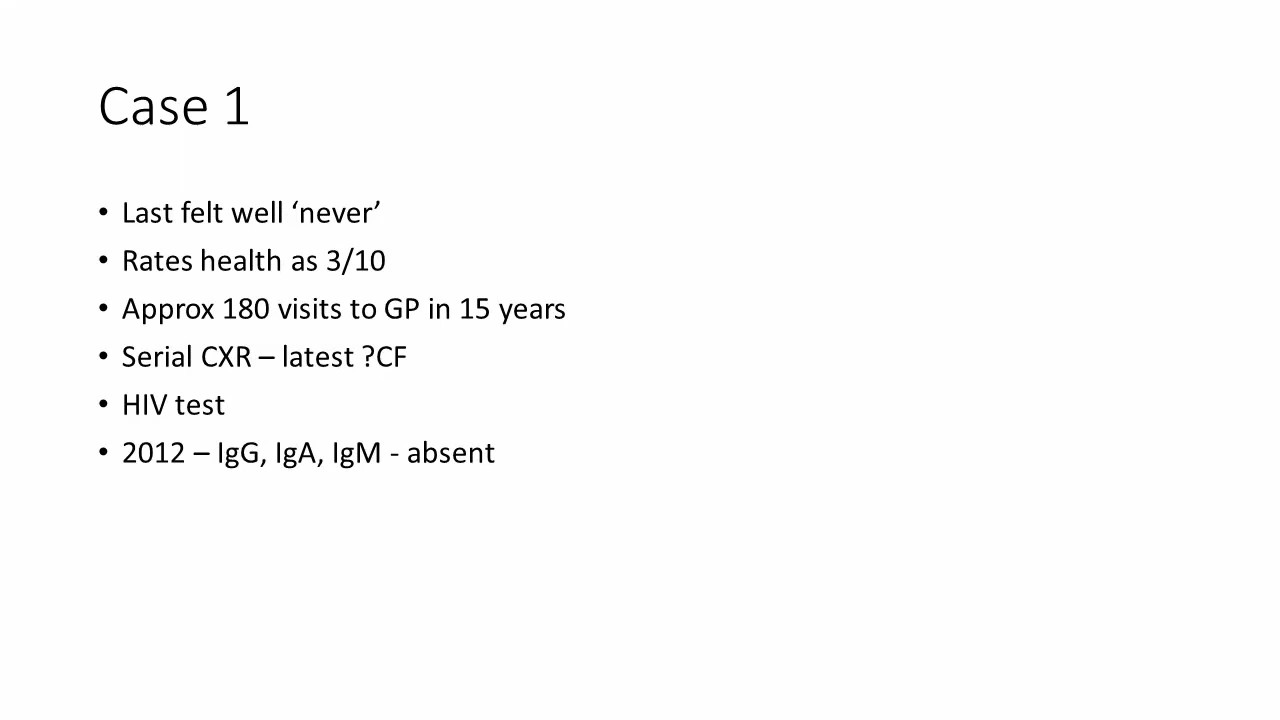 Case 1
• Last felt well ‘never’
• Rates health as 3/10
• Approx 180 visits to GP in 15 years
• Serial CXR – latest ?CF
• HIV test
• 2012 – IgG, IgA, IgM - absent